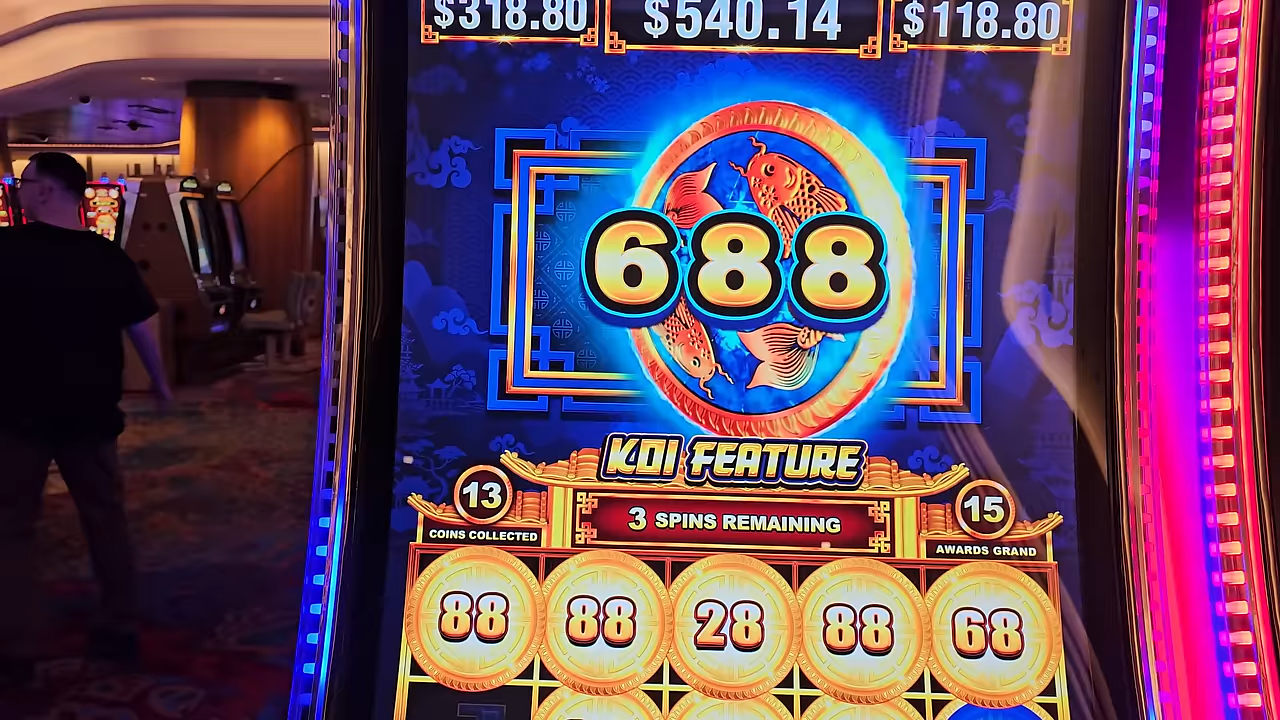 $318.80 $540.14 $118.80
688
KOI FEATURE
13 15
3 SPINS REMAINING
COINS COLLECTED AWARDS GRAND
88 88 28 88 68